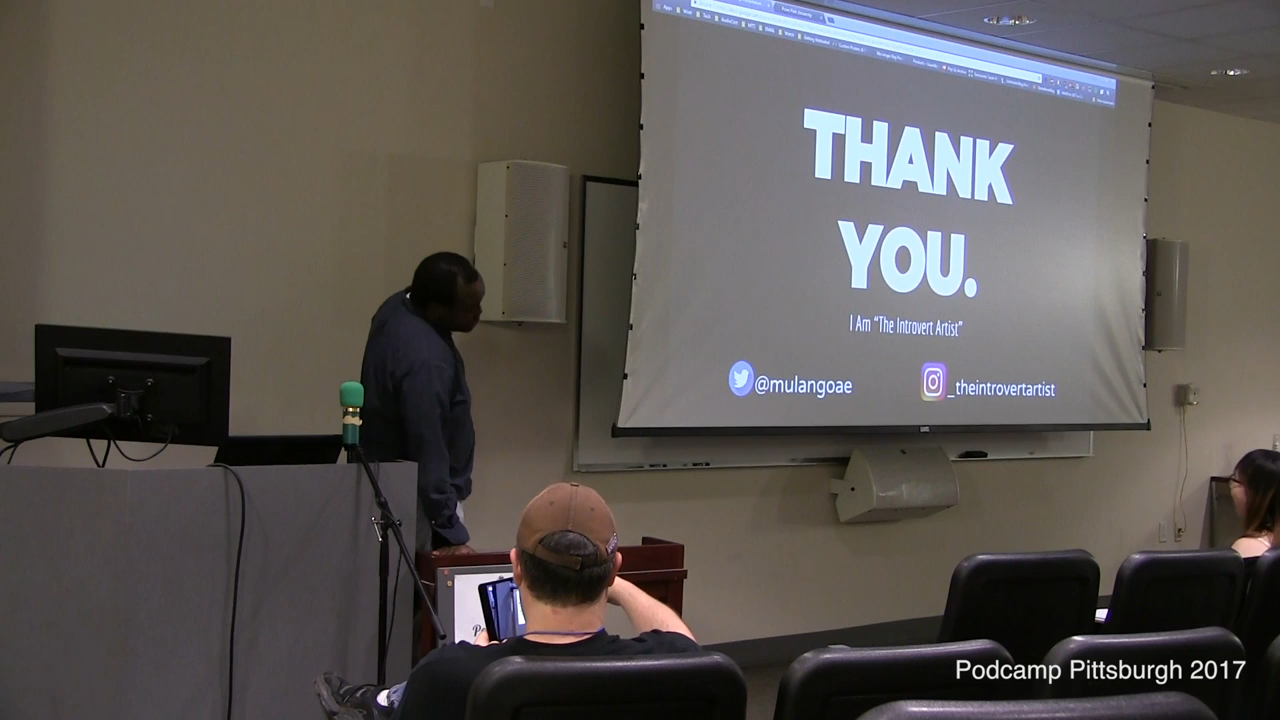 THANK
YOU.
I Am "The Introvert Artist"
@mulangoae
_theintrovertartist
Podcamp Pittsburgh 2017